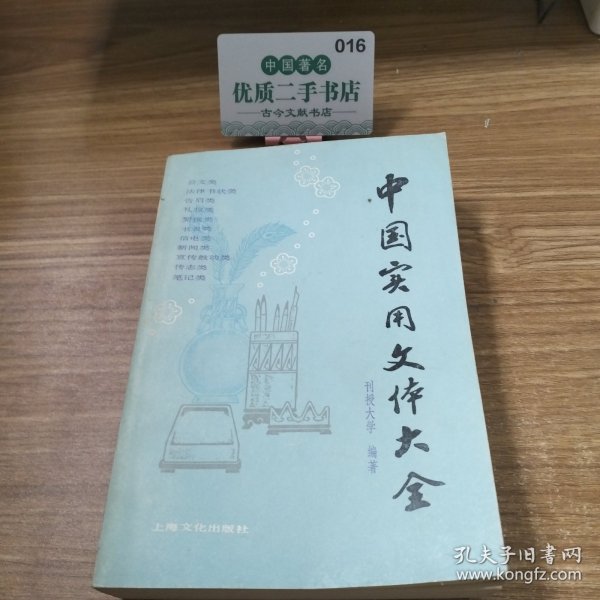 016
中国著名
优质二手书店
古今文献书店
公文类
法律书状类
告启类
礼仪类
契据类
书表类
信电类
新闻类
宣传鼓动类
传志类
笔记类
中国实用文体大全
刊授大学 编著
上海文化出版社
孔夫子旧书网
www.kongfz.com